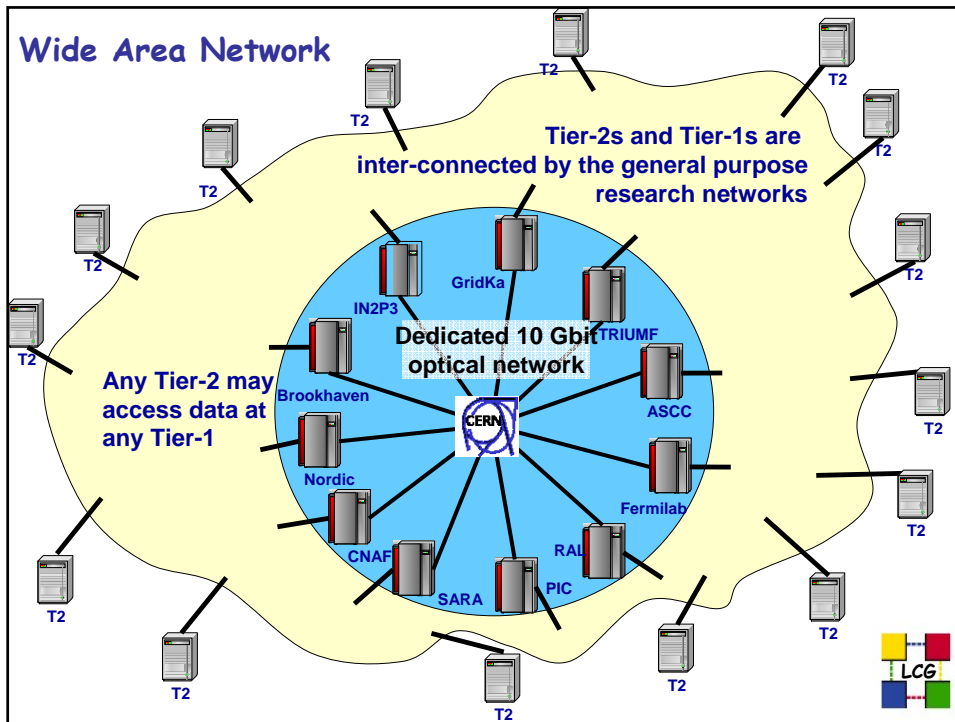 Wide Area Network
T2
T2
T2
T2
T2
T2
T2
T2
Tier-2s and Tier-1s are
inter-connected by the general purpose
research networks
GridKa
IN2P3
TRIUMF
Dedicated 10 Gbit
optical network
T2
Any Tier-2 may
access data at
any Tier-1
Brookhaven
ASCC
CERN
T2
Nordic
Fermilab
T2
CNAF
RAL
SARA
PIC
T2
T2
T2
T2
T2
LCG